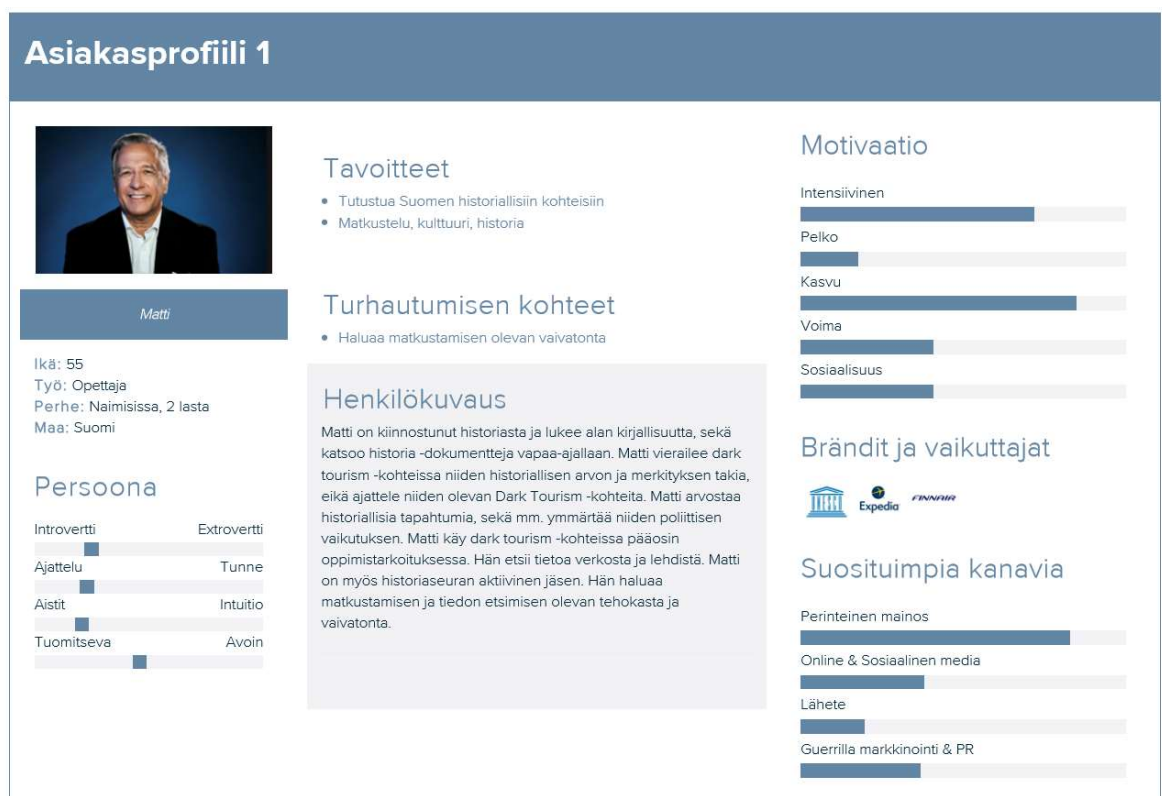 Asiakasprofiili 1
Matti
Ikä: 55
Työ: Opettaja
Perhe: Naimisissa, 2 lasta
Maa: Suomi
Persoona
Introvertti Extrovertti
Ajattelu Tunne
Aistit Intuitio
Tuomitseva Avoin
Tavoitteet
• Tutustua Suomen historiallisiin kohteisiin
• Matkustelu, kulttuuri, historia
Turhautumisen kohteet
• Haluaa matkustamisen olevan vaivatonta
Henkilökuvaus
Matti on kiinnostunut historiasta ja lukee alan kirjallisuutta, sekä
katsoo historia -dokumentteja vapaa-ajallaan. Matti vierailee dark
tourism -kohteissa niiden historiallisen arvon ja merkityksen takia,
eikä ajattele niiden olevan Dark Tourism -kohteita. Matti arvostaa
historiallisia tapahtumia, sekä mm. ymmärtää niiden poliittisen
vaikutuksen. Matti käy dark tourism -kohteissa pääosin
oppimistarkoituksessa. Hän etsii tietoa verkosta ja lehdistä. Matti
on myös historiaseuran aktiivinen jäsen. Hän haluaa
matkustamisen ja tiedon etsimisen olevan tehokasta ja
vaivatonta.
Motivaatio
Intensiivinen
Pelko
Kasvu
Voima
Sosiaalisuus
Brändit ja vaikuttajat
Expedia
FINNAIR
Suosituimpia kanavia
Perinteinen mainos
Online & Sosiaalinen media
Lähete
Guerrilla markkinointi & PR